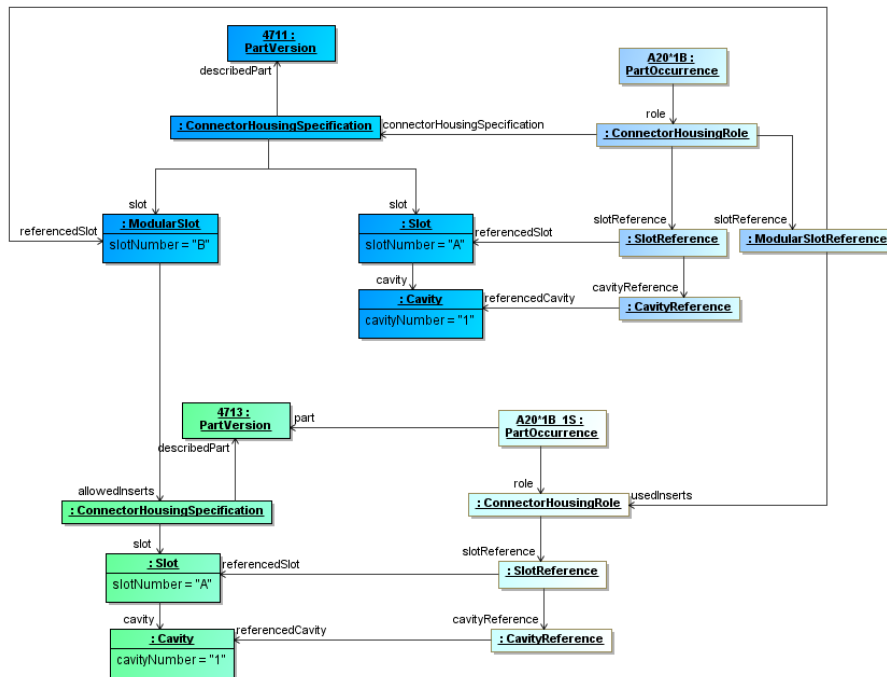 4711 :
PartVersion
describedPart
A20*1B :
PartOccurrence
role
: ConnectorHousingSpecification
connectorHousingSpecification
: ConnectorHousingRole
slot
slot
slotReference
slotReference
referencedSlot
: ModularSlot
slotNumber = "B"
: Slot
slotNumber = "A"
referencedSlot
: SlotReference
: ModularSlotReference
cavity
cavityReference
: Cavity
cavityNumber = "1"
referencedCavity
: CavityReference
4713 :
PartVersion
part
A20*1B_1S :
PartOccurrence
describedPart
role
allowedInserts
: ConnectorHousingSpecification
: ConnectorHousingRole
usedInserts
slot
slotReference
: Slot
slotNumber = "A"
referencedSlot
: SlotReference
cavity
cavityReference
: Cavity
cavityNumber = "1"
referencedCavity
: CavityReference